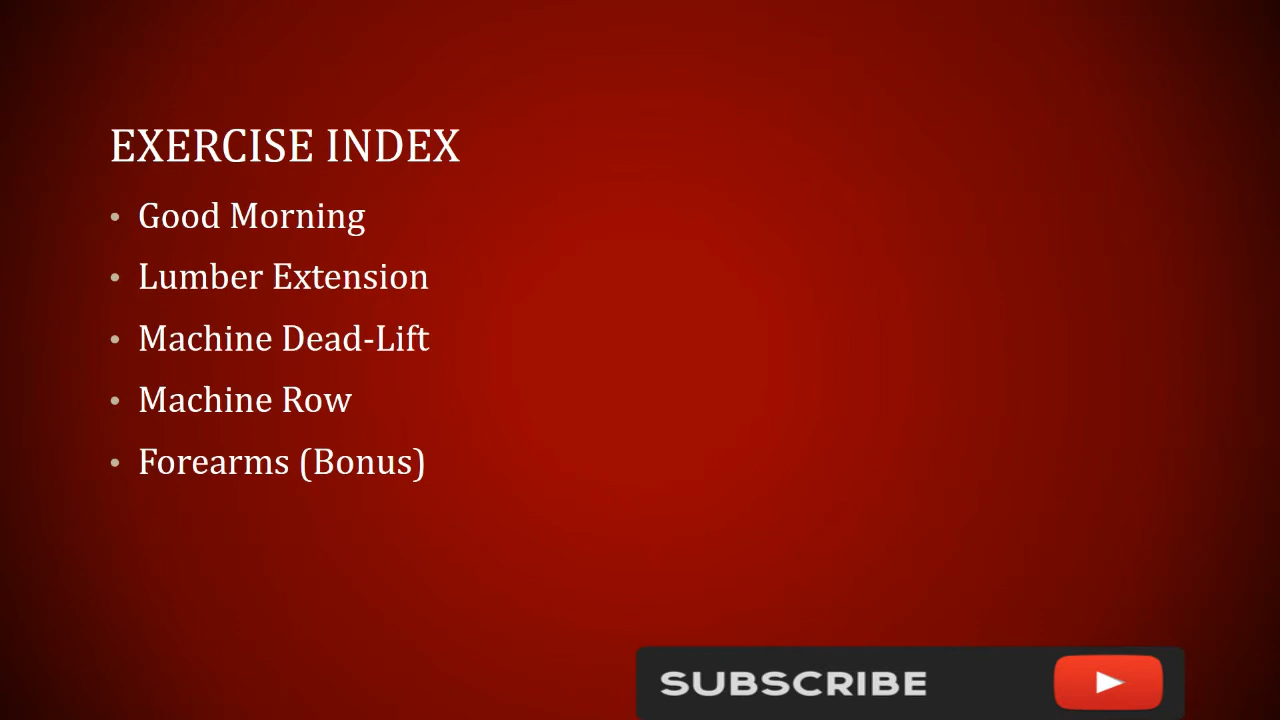 EXERCISE INDEX
• Good Morning
• Lumber Extension
• Machine Dead-Lift
• Machine Row
• Forearms (Bonus)
SUBSCRIBE